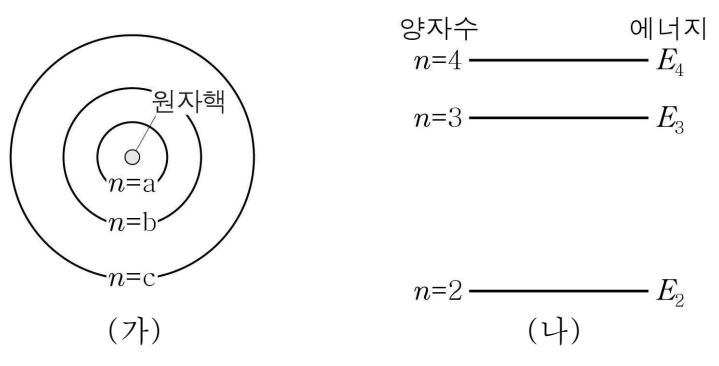 원자핵
n=a
n=b
n=c
(가)
양자수 에너지
n=4 E₄
n=3 E₃
n=2 E₂
(나)